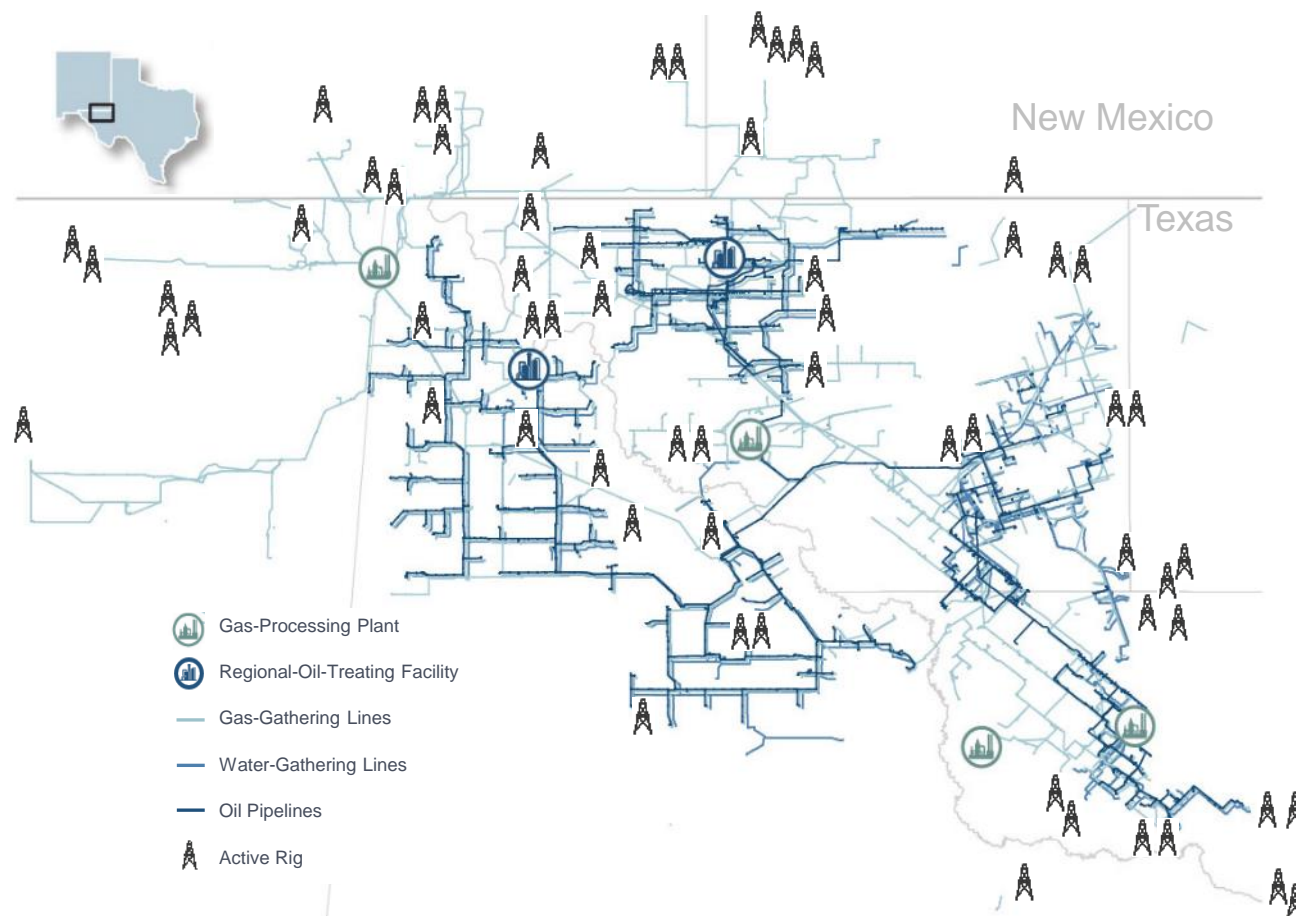 New Mexico
Texas
Gas-Processing Plant
Regional-Oil-Treating Facility
Gas-Gathering Lines
Water-Gathering Lines
Oil Pipelines
Active Rig